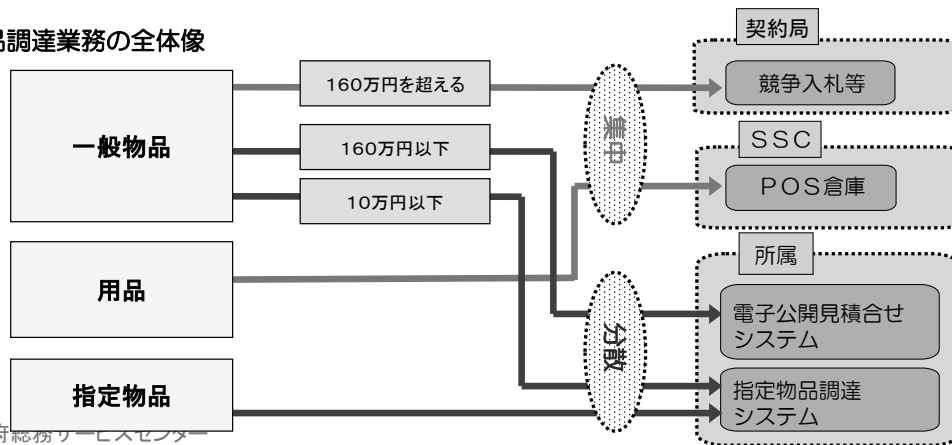 品調達業務の全体像
契約局
一般物品
160万円を超える
160万円以下
10万円以下
集中
競争入札等
SSC
POS倉庫
用品
所属
分散
電子公開見積合せ
システム
指定物品
指定物品調達
システム
府総務サービスセンター